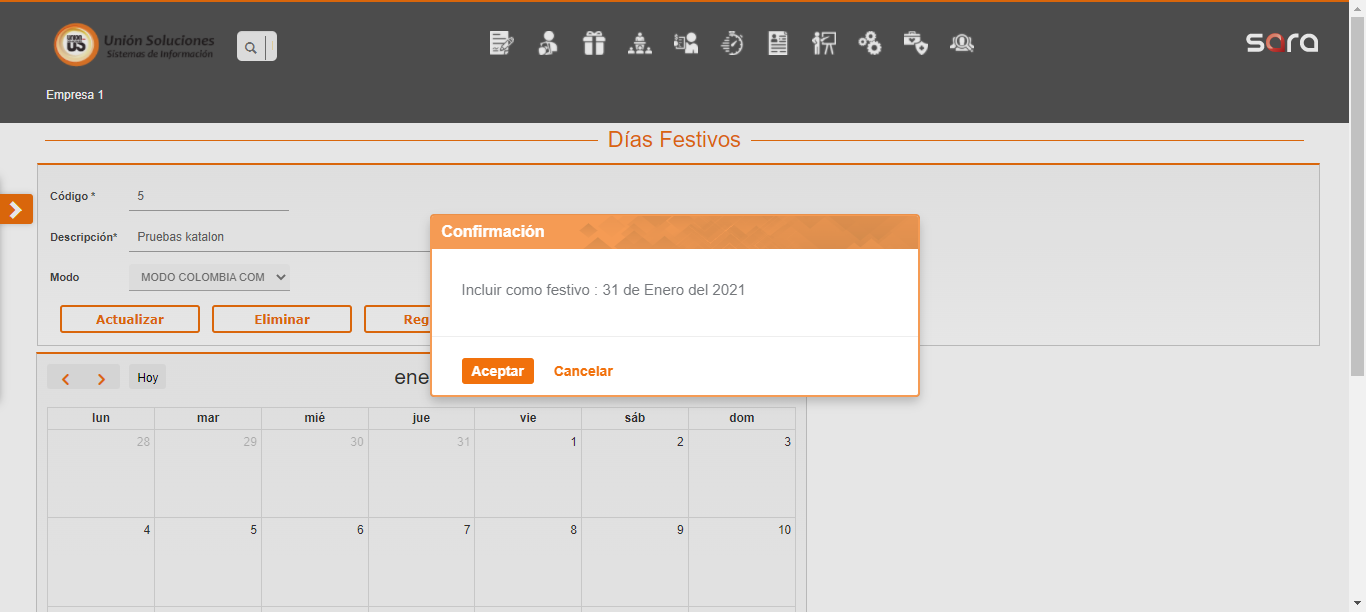 UNION US
Unión Soluciones
Sistemas de Información
sara
Empresa 1
Días Festivos
Código * 5
Descripción* Pruebas katalon
Modo MODO COLOMBIA COM
Actualizar Eliminar Reg
Confirmación
Incluir como festivo : 31 de Enero del 2021
Aceptar Cancelar
Hoy ene
lun mar mié jue vie sáb dom
28 29 30 31 1 2 3
4 5 6 7 8 9 10